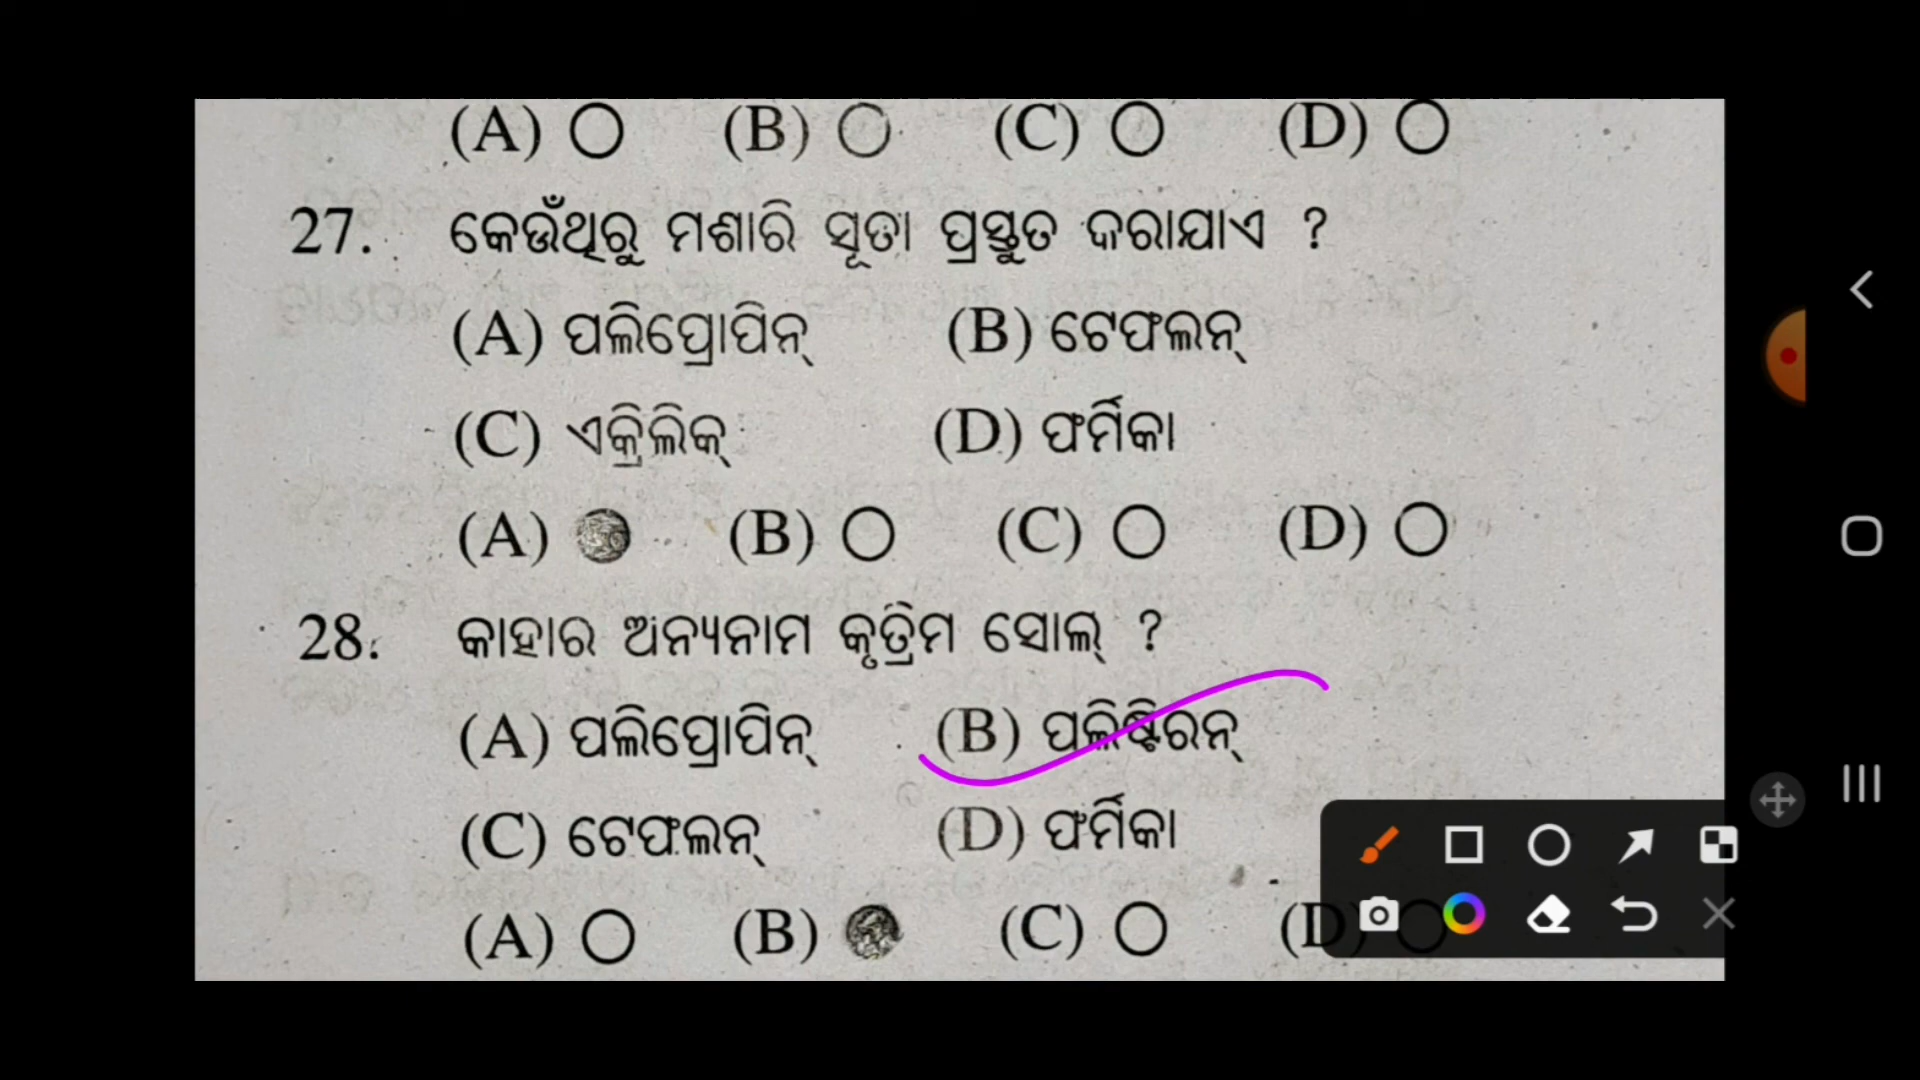 (A) (B) (C) (D)
27. କେଉଁଥିରୁ ମଶାରି ସୂତା ପ୍ରସ୍ତୁତ କରାଯାଏ ?
(A) ପଲିପ୍ରୋପିନ୍ (B) ଟେଫଲନ୍
(C) ଏକ୍ରିଲିକ୍ (D) ଫର୍ମିକା
(A) (B) (C) (D)
28. କାହାର ଅନ୍ୟନାମ କୃତ୍ରିମ ସୋଲ୍ ?
(A) ପଲିପ୍ରୋପିନ୍ (B) ପଲିଷ୍ଟିରନ୍
(C) ଟେଫଲନ୍ (D) ଫର୍ମିକା
(A) (B) (C) (D)